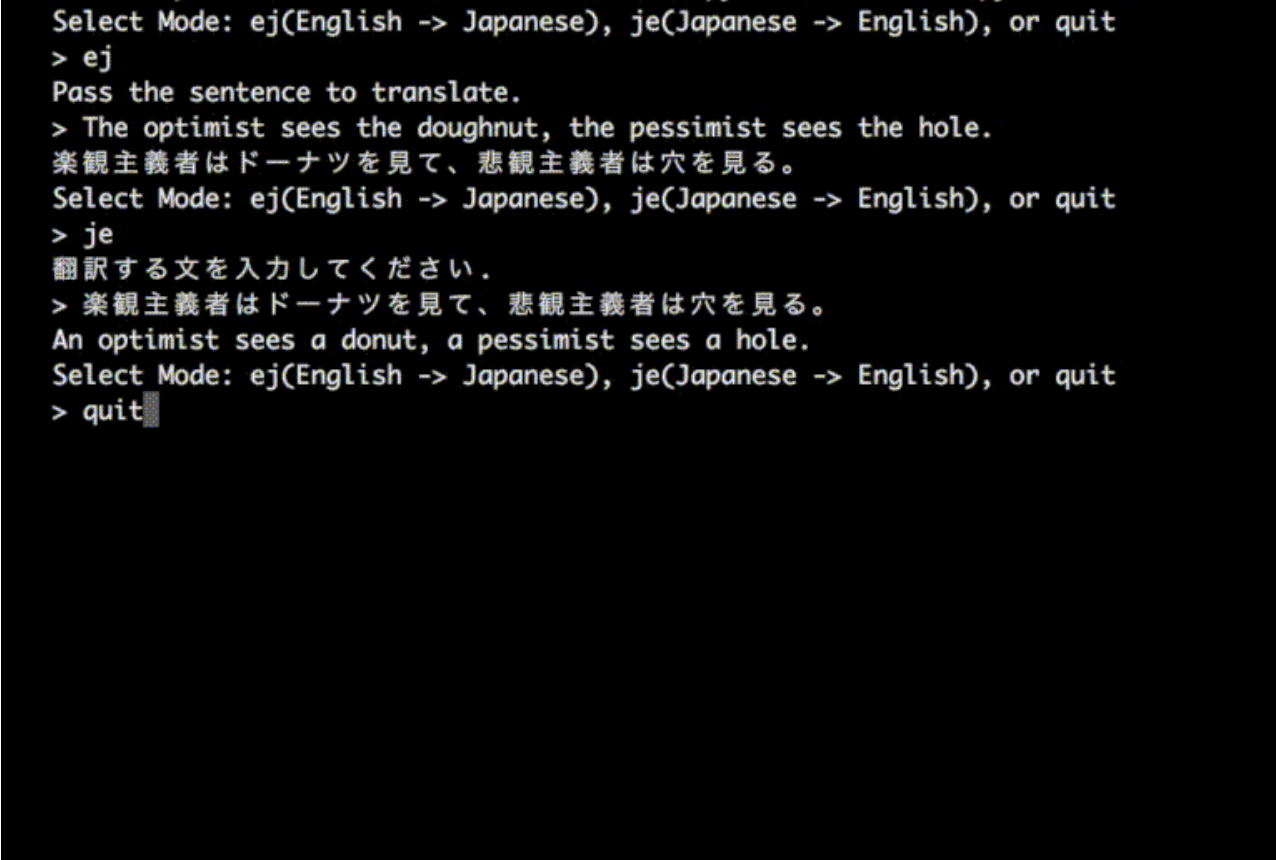 Select Mode: ej(English -> Japanese), je(Japanese -> English), or quit
> ej
Pass the sentence to translate.
> The optimist sees the doughnut, the pessimist sees the hole.
楽観主義者はドーナツを見て、悲観主義者は穴を見る。
Select Mode: ej(English -> Japanese), je(Japanese -> English), or quit
> je
翻訳する文を入力してください.
> 楽観主義者はドーナツを見て、悲観主義者は穴を見る。
An optimist sees a donut, a pessimist sees a hole.
Select Mode: ej(English -> Japanese), je(Japanese -> English), or quit
> quit